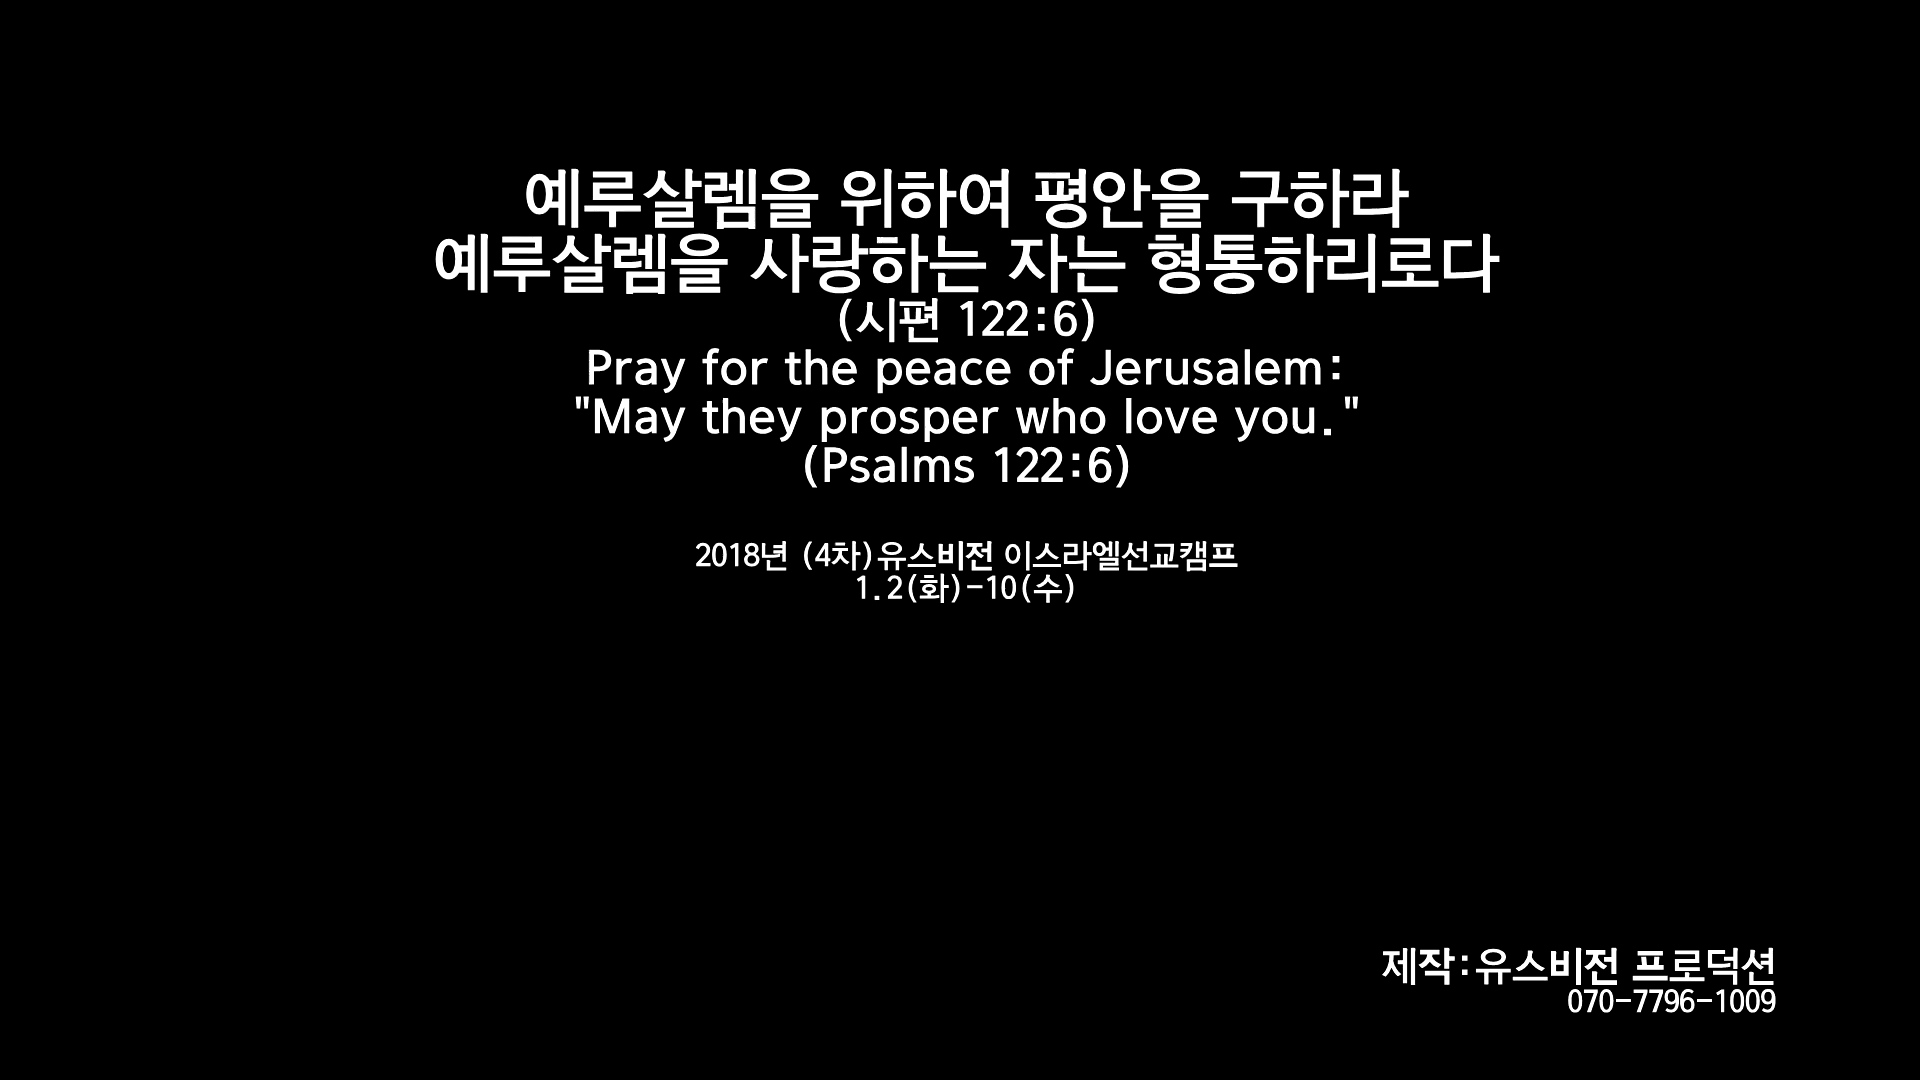 예루살렘을 위하여 평안을 구하라
예루살렘을 사랑하는 자는 형통하리로다
(시편 122:6)
Pray for the peace of Jerusalem:
"May they prosper who love you."
(Psalms 122:6)
2018년 (4차)유스비전 이스라엘선교캠프
1.2(화)-10(수)
제작:유스비전 프로덕션
070-7796-1009